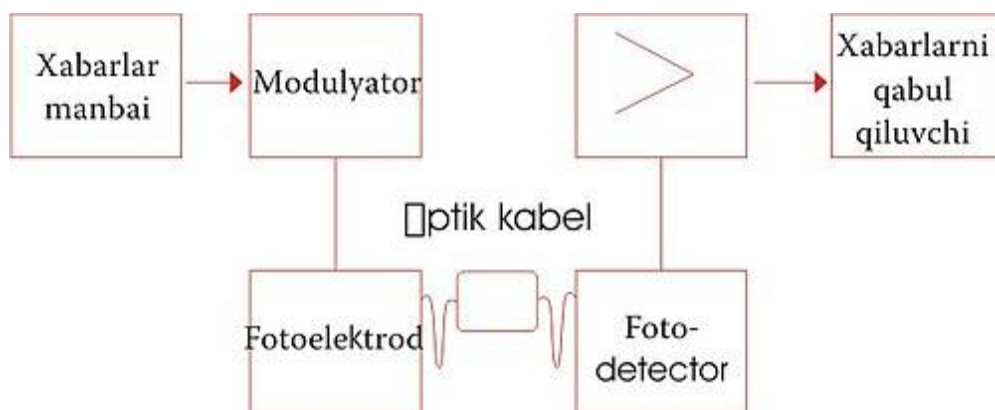 Xabarlar
manbai
Modulyator
Xabarlarni
qabul
qiluvchi
▯ptik kabel
Fotoelektrod
Foto-
detector